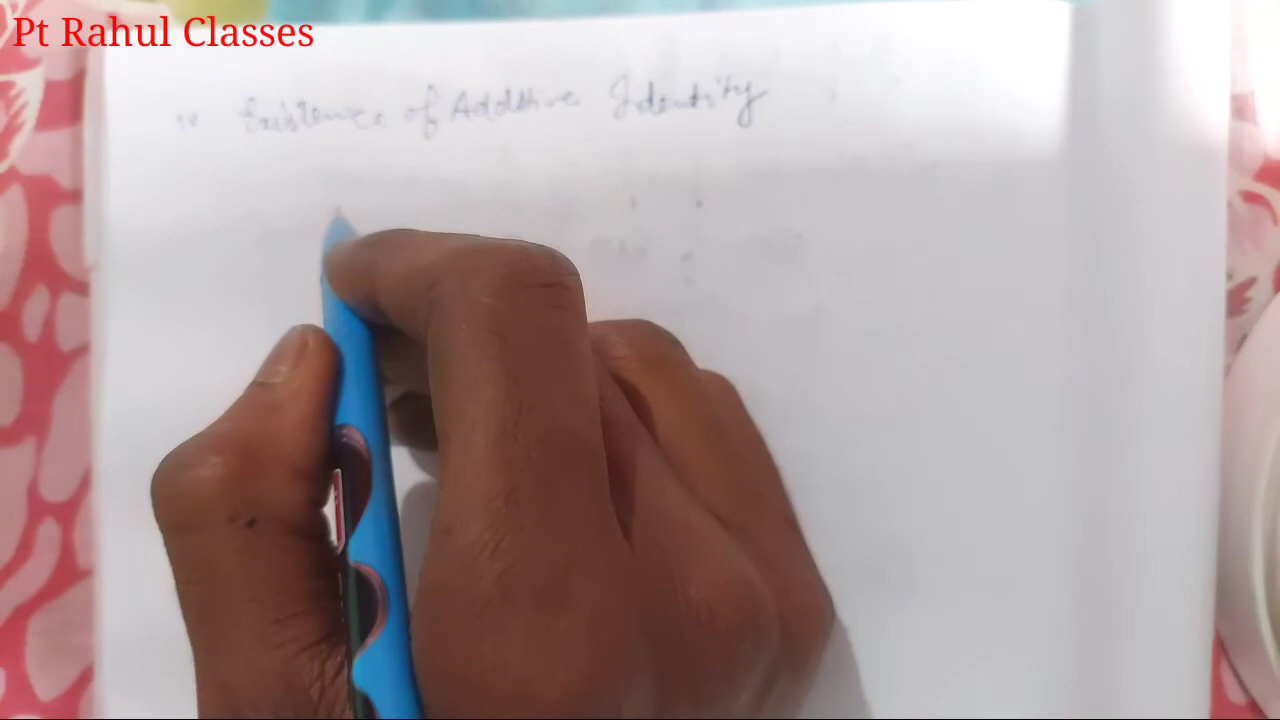 Pt Rahul Classes
Existence of Additive Identity